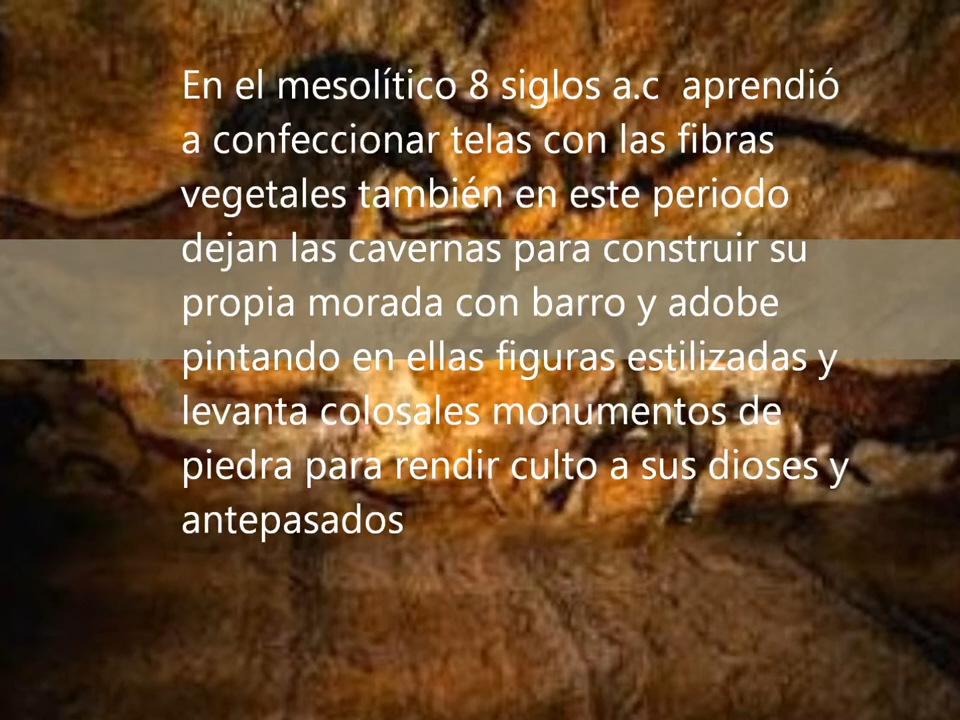 En el mesolítico 8 siglos a.c  aprendió
a confeccionar telas con las fibras
vegetales también en este periodo
dejan las cavernas para construir su
propia morada con barro y adobe
pintando en ellas figuras estilizadas y
levanta colosales monumentos de
piedra para rendir culto a sus dioses y
antepasados